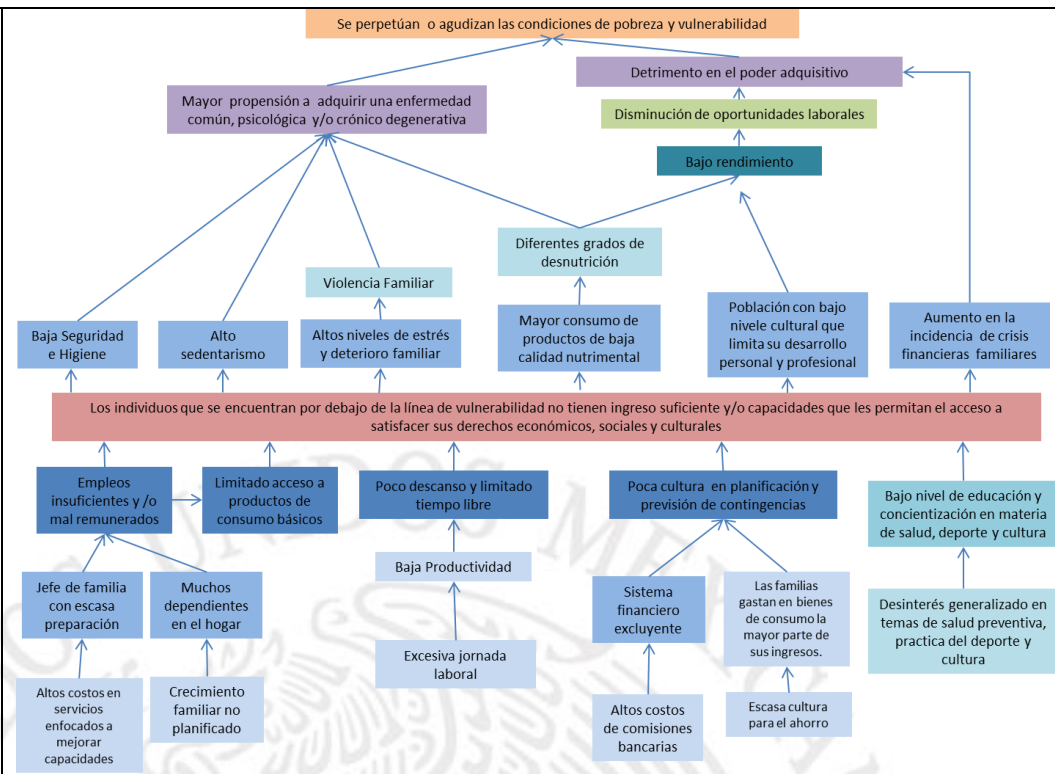 Se perpetúan o agudizan las condiciones de pobreza y vulnerabilidad
Detrimento en el poder adquisitivo
Mayor propensión a adquirir una enfermedad
común, psicológica y/o crónico degenerativa
Disminución de oportunidades laborales
Bajo rendimiento
Diferentes grados de
desnutrición
Violencia Familiar
Baja Seguridad
e Higiene
Alto
sedentarismo
Altos niveles de estrés
y deterioro familiar
Mayor consumo de
productos de baja
calidad nutrimental
Población con bajo
nivele cultural que
limita su desarrollo
personal y profesional
Aumento en la
incidencia de crisis
financieras familiares
Los individuos que se encuentran por debajo de la línea de vulnerabilidad no tienen ingreso suficiente y/o capacidades que les permitan el acceso a
satisfacer sus derechos económicos, sociales y culturales
Empleos
insuficientes y /o
mal remunerados
Limitado acceso a
productos de
consumo básicos
Poco descanso y limitado
tiempo libre
Poca cultura en planificación y
previsión de contingencias
Bajo nivel de educación y
concientización en materia
de salud, deporte y cultura
Jefe de familia
con escasa
preparación
Muchos
dependientes
en el hogar
Baja Productividad
Sistema
financiero
excluyente
Las familias
gastan en bienes
de consumo la
mayor parte de
sus ingresos.
Desinterés generalizado en
temas de salud preventiva,
practica del deporte y
cultura
Altos costos en
servicios
enfocados a
mejorar
capacidades
Crecimiento
familiar no
planificado
Excesiva jornada
laboral
Altos costos
de comisiones
bancarias
Escasa cultura
para el ahorro
UNIDOS MEXICA